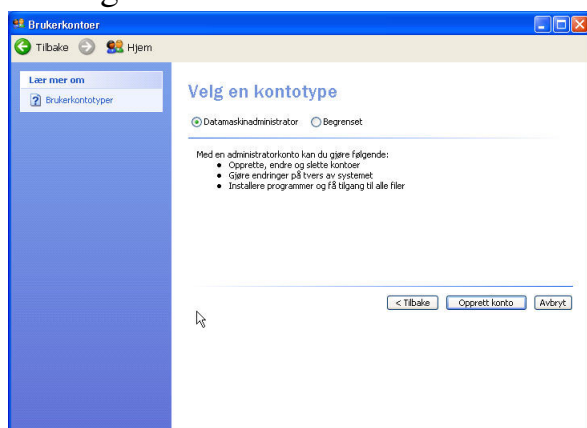 Brukerkontoer
Tilbake Hjem
Lær mer om
Brukerkontotyper
Velg en kontotype
Datamaskinadministrator Begrenset
Med en administratorkonto kan du gjøre følgende:
• Opprette, endre og slette kontoer
• Gjøre endringer på tvers av systemet
• Installere programmer og få tilgang til alle filer
< Tilbake Opprett konto Avbryt